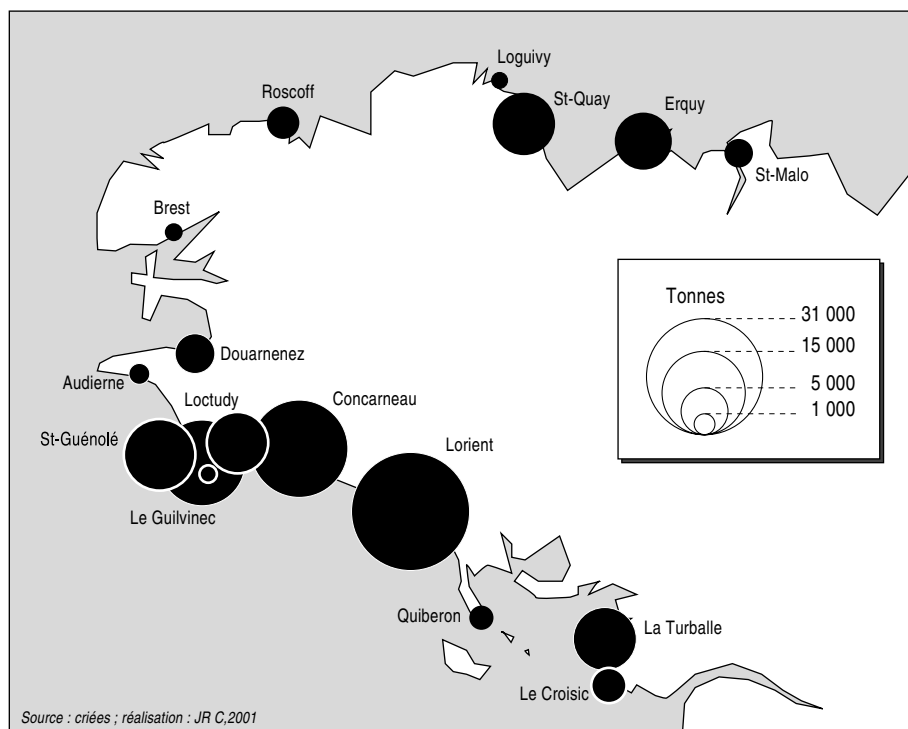 Loguivy
Roscoff
St-Quay
Erquy
St-Malo
Brest
Tonnes
31 000
15 000
5 000
1 000
Douarnenez
Audierne
Loctudy
Concarneau
St-Guénolé
Lorient
Le Guilvinec
Quiberon
La Turballe
Le Croisic
Source : criées ; réalisation : JR C,2001